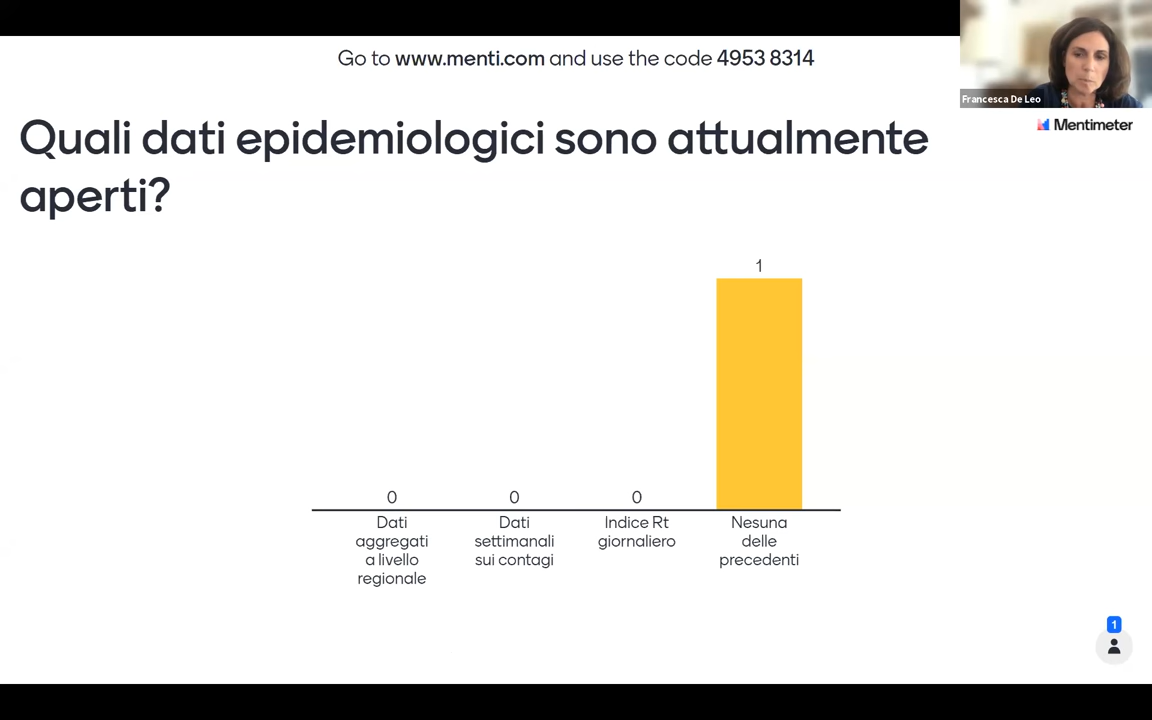 Go to www.menti.com and use the code 4953 8314
Francesca De Leo
Mentimeter
Quali dati epidemiologici sono attualmente
aperti?
1
0
0
0
Dati
aggregati
a livello
regionale
Dati
settimanali
sui contagi
Indice Rt
giornaliero
Nesuna
delle
precedenti
1